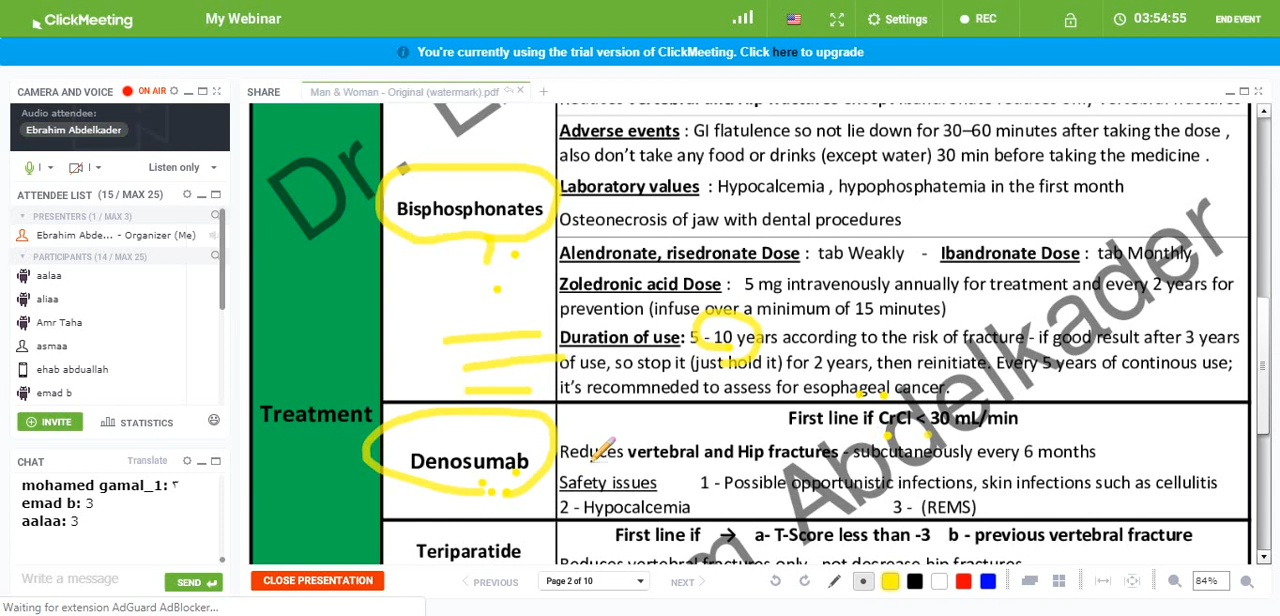 ClickMeeting
My Webinar
Settings
REC
03:54:55
END EVENT
You're currently using the trial version of ClickMeeting. Click here to upgrade
CAMERA AND VOICE
ON AIR
Audio attendee:
Ebrahim Abdelkader
Listen only
ATTENDEE LIST (15 / MAX 25)
PRESENTERS (1 / MAX 3)
Ebrahim Abde... - Organizer (Me)
PARTICIPANTS (14 / MAX 25)
aalaa
aliaa
Amr Taha
asmaa
ehab abduallah
emad b
INVITE
STATISTICS
CHAT
Translate
mohamed gamal_1: ٣
emad b: 3
aalaa: 3
Write a message
SEND
SHARE
Man & Woman - Original (watermark).pdf
Treatment
Bisphosphonates
Adverse events : GI flatulence so not lie down for 30–60 minutes after taking the dose ,
also don't take any food or drinks (except water) 30 min before taking the medicine .
Laboratory values : Hypocalcemia , hypophosphatemia in the first month
Osteonecrosis of jaw with dental procedures
Alendronate, risedronate Dose : tab Weekly - Ibandronate Dose : tab Monthly
Zoledronic acid Dose : 5 mg intravenously annually for treatment and every 2 years for
prevention (infuse over a minimum of 15 minutes)
Duration of use: 5 - 10 years according to the risk of fracture - if good result after 3 years
of use, so stop it (just hold it) for 2 years, then reinitiate. Every 5 years of continous use;
it's recommneded to assess for esophageal cancer.
Denosumab
First line if CrCl < 30 mL/min
Reduces vertebral and Hip fractures - subcutaneously every 6 months
Safety issues 1 - Possible opportunistic infections, skin infections such as cellulitis
2 - Hypocalcemia 3 - (REMS)
Teriparatide
First line if → a- T-Score less than -3 b - previous vertebral fracture
Reduces vertebral fractures only, not decrease hip fractures
Dr.
Abdelkader
CLOSE PRESENTATION
PREVIOUS
Page 2 of 10
NEXT
84%
Waiting for extension AdGuard AdBlocker...